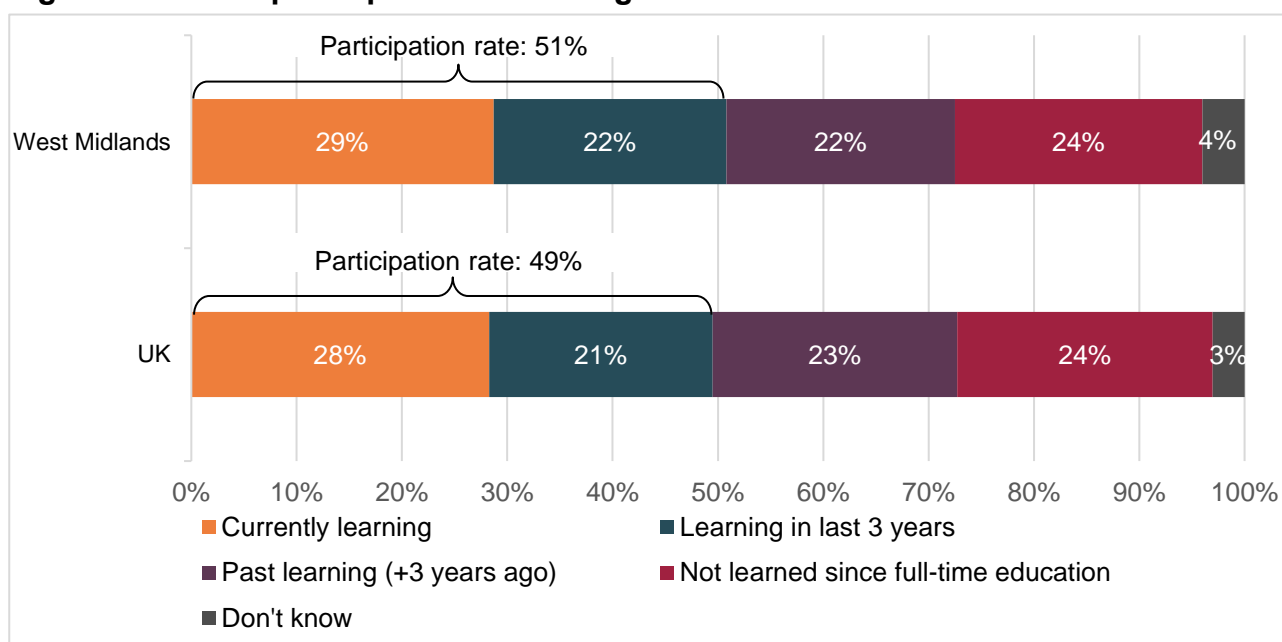 Participation rate: 51%
West Midlands 29% 22% 22% 24% 4%
Participation rate: 49%
UK 28% 21% 23% 24% 3%
0% 10% 20% 30% 40% 50% 60% 70% 80% 90% 100%
Currently learning Learning in last 3 years
Past learning (+3 years ago) Not learned since full-time education
Don't know